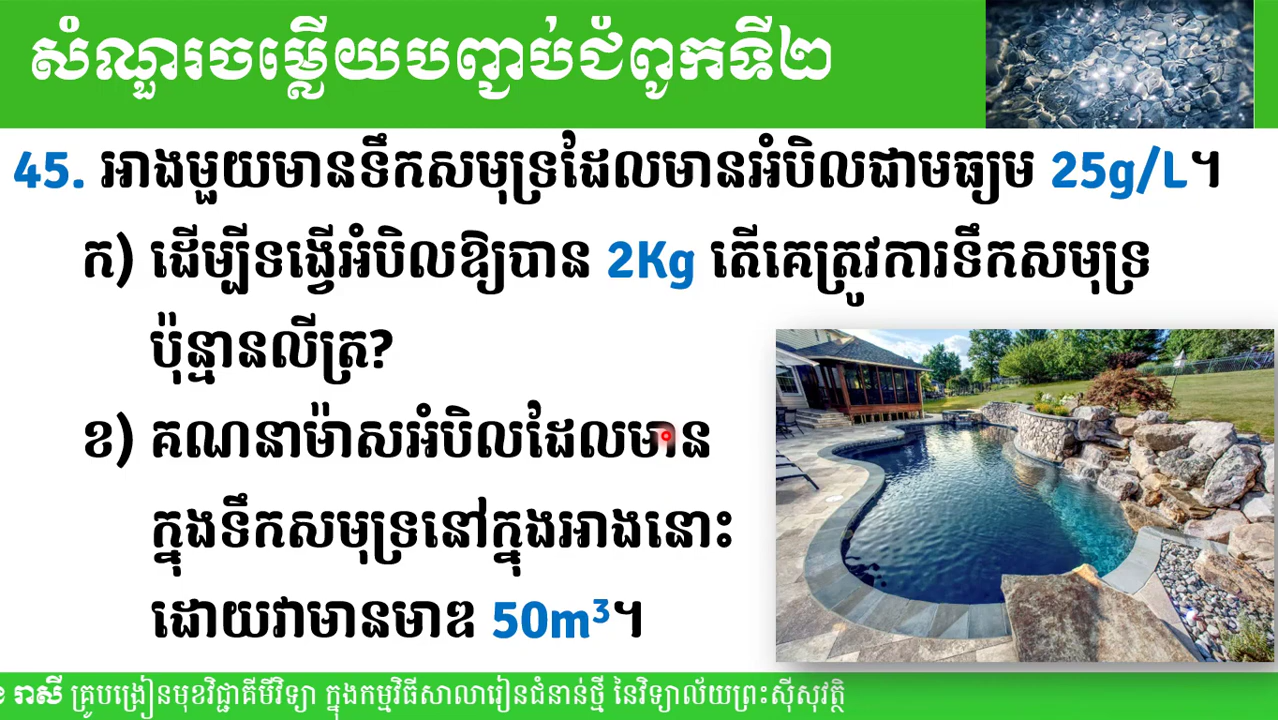 សំណួរចម្លើយបញ្ចប់ជំពូកទី២
45. អាងមួយមានទឹកសមុទ្រដែលមានអំបិលជាមធ្យម 25g/L។
ក) ដើម្បីទង្វើអំបិលឱ្យបាន 2Kg តើគេត្រូវការទឹកសមុទ្រ
ប៉ុន្មានលីត្រ?
ខ) គណនាម៉ាសអំបិលដែលមាន
ក្នុងទឹកសមុទ្រនៅក្នុងអាងនោះ
ដោយវាមានមាឌ 50m³។
រាសី គ្រូបង្រៀនមុខវិជ្ជាគីមីវិទ្យា ក្នុងកម្មវិធីសាលារៀនជំនាន់ថ្មី នៃវិទ្យាល័យព្រះស៊ីសុវត្ថិ